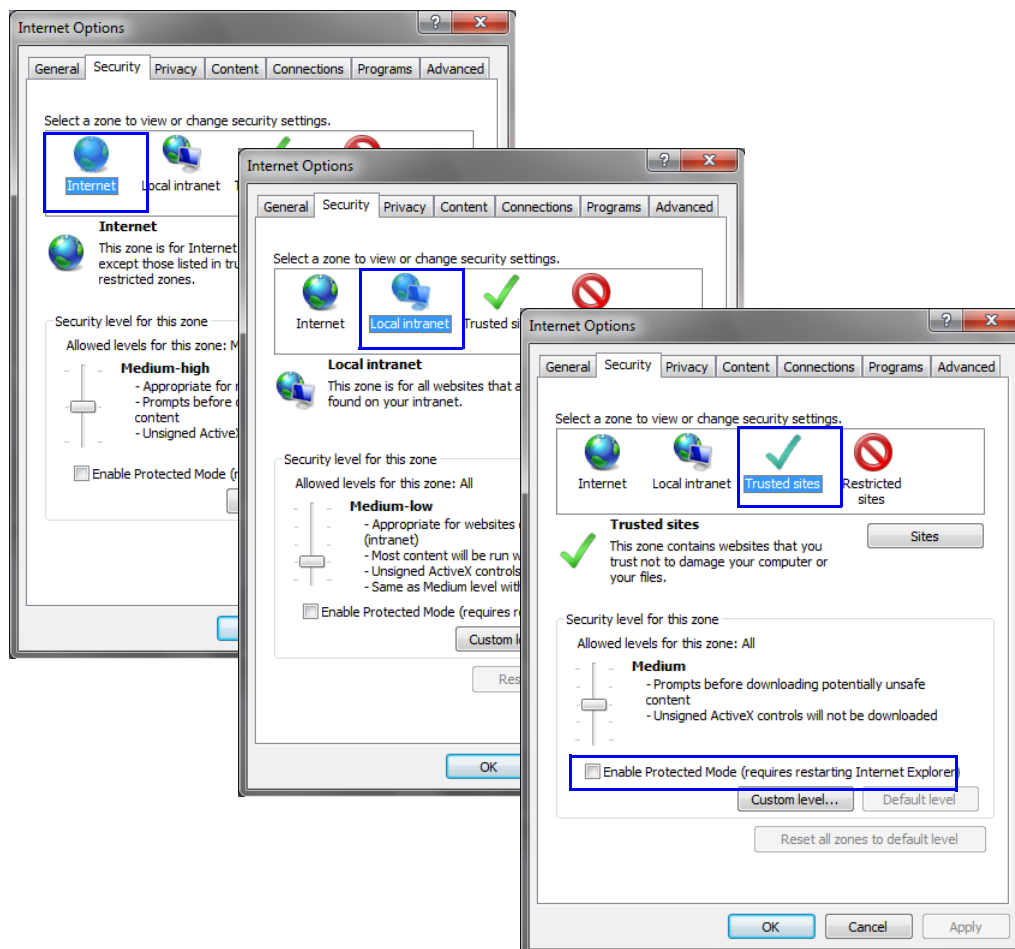 Internet Options
General Security Privacy Content Connections Programs Advanced
Select a zone to view or change security settings.
Internet Local intranet
Internet
This zone is for Internet
except those listed in
restricted zones.
Security level for this zone
Allowed levels for this zone:
Medium-high
- Appropriate for
- Prompts before
content
- Unsigned ActiveX
Enable Protected Mode
Internet Options
General Security Privacy Content Connections Programs Advanced
Select a zone to view or change security settings.
Internet Local intranet Trusted
Local intranet
This zone is for all websites that
found on your intranet.
Security level for this zone
Allowed levels for this zone: All
Medium-low
- Appropriate for websites
(intranet)
- Most content will be run
- Unsigned ActiveX controls
- Same as Medium level
Enable Protected Mode (requires
Custom
OK
Internet Options
General Security Privacy Content Connections Programs Advanced
Select a zone to view or change security settings.
Internet Local intranet Trusted sites Restricted
sites
Trusted sites
This zone contains websites that you
trust not to damage your computer or
your files.
Sites
Security level for this zone
Allowed levels for this zone: All
Medium
- Prompts before downloading potentially unsafe
content
- Unsigned ActiveX controls will not be downloaded
Enable Protected Mode (requires restarting Internet Explorer)
Custom level... Default level
Reset all zones to default level
OK Cancel Apply